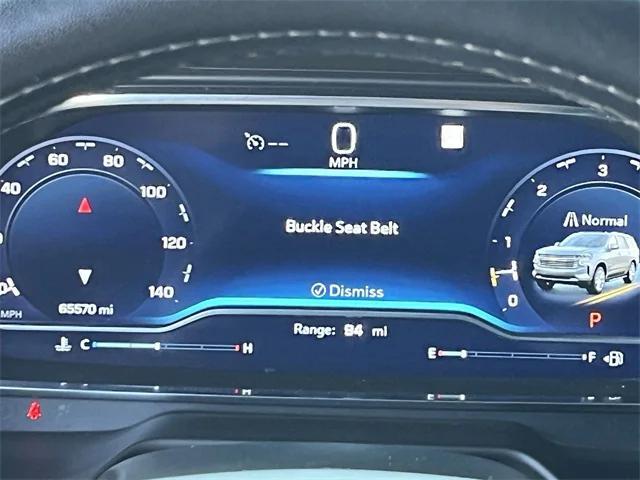 --
0
MPH
40 60 80 100 120 140
MPH
65570 mi
Buckle Seat Belt
Dismiss
Range: 94 mi
C H
E F
0 1 2 3
Normal
P